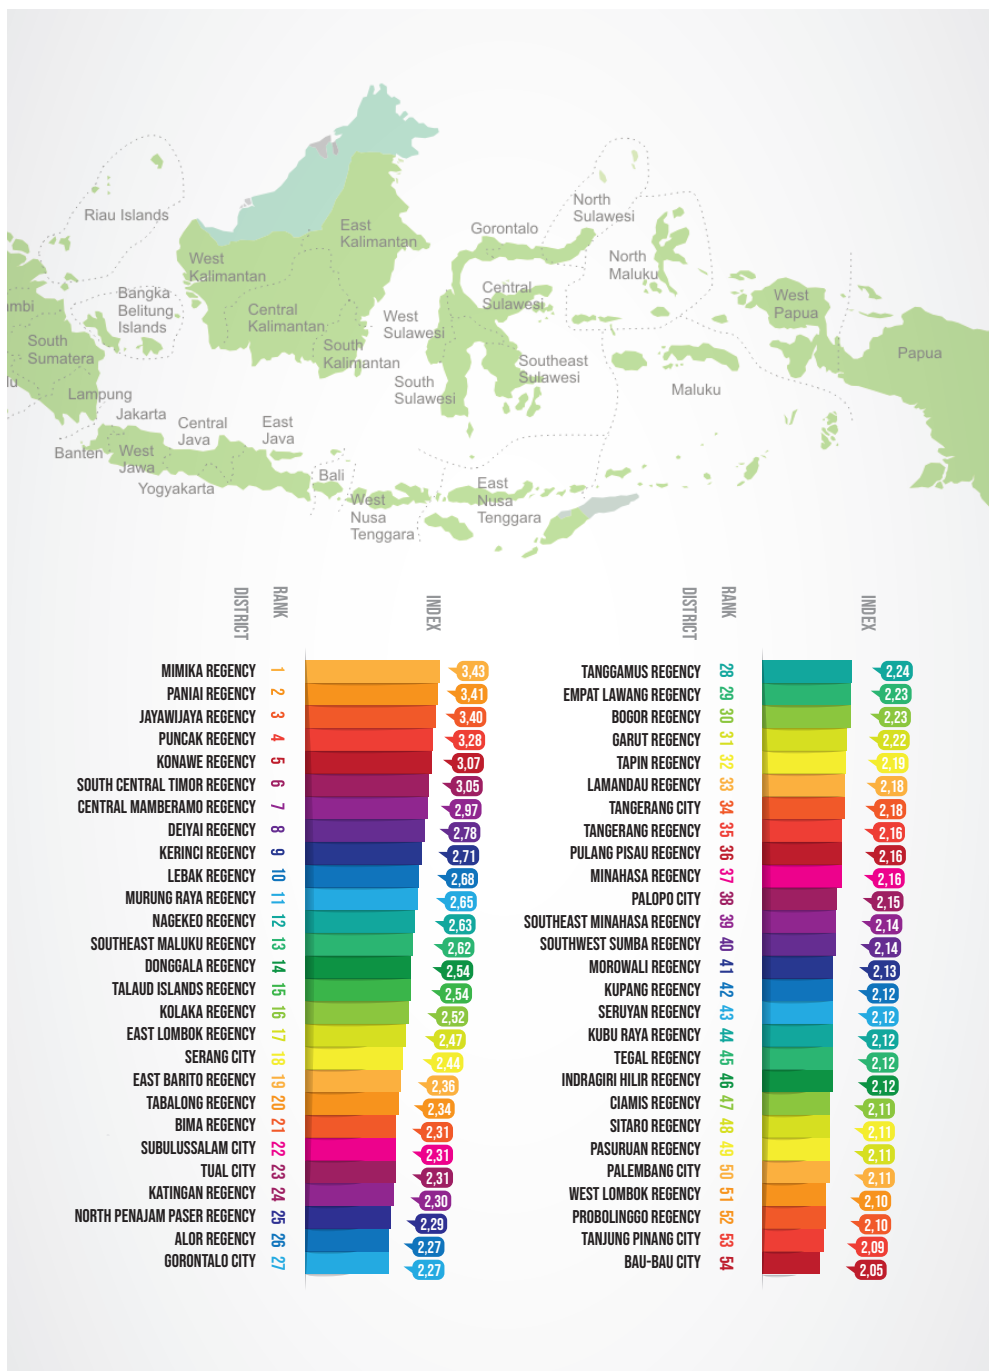 Riau Islands
North
Sulawesi
East
Kalimantan
Gorontalo
West
Kalimantan
North
Maluku
Bangka
Belitung
Islands
Central
Sulawesi
West
Papua
mbi
Central
Kalimantan
West
Sulawesi
South
Sumatera
South
Kalimantan
Southeast
Sulawesi
Papua
lu
South
Sulawesi
Maluku
Lampung
Jakarta
Central
Java
East
Java
Banten
West
Jawa
Yogyakarta
Bali
West
Nusa
Tenggara
East
Nusa
Tenggara
DISTRICT RANK INDEX
MIMIKA REGENCY 1 3,43
PANIAI REGENCY 2 3,41
JAYAWIJAYA REGENCY 3 3,40
PUNCAK REGENCY 4 3,28
KONAWE REGENCY 5 3,07
SOUTH CENTRAL TIMOR REGENCY 6 3,05
CENTRAL MAMBERAMO REGENCY 7 2,97
DEIYAI REGENCY 8 2,78
KERINCI REGENCY 9 2,71
LEBAK REGENCY 10 2,68
MURUNG RAYA REGENCY 11 2,65
NAGEKEO REGENCY 12 2,63
SOUTHEAST MALUKU REGENCY 13 2,62
DONGGALA REGENCY 14 2,54
TALAUD ISLANDS REGENCY 15 2,54
KOLAKA REGENCY 16 2,52
EAST LOMBOK REGENCY 17 2,47
SERANG CITY 18 2,44
EAST BARITO REGENCY 19 2,36
TABALONG REGENCY 20 2,34
BIMA REGENCY 21 2,31
SUBULUSSALAM CITY 22 2,31
TUAL CITY 23 2,31
KATINGAN REGENCY 24 2,30
NORTH PENAJAM PASER REGENCY 25 2,29
ALOR REGENCY 26 2,27
GORONTALO CITY 27 2,27
DISTRICT RANK INDEX
TANGGAMUS REGENCY 28 2,24
EMPAT LAWANG REGENCY 29 2,23
BOGOR REGENCY 30 2,23
GARUT REGENCY 31 2,22
TAPIN REGENCY 32 2,19
LAMANDAU REGENCY 33 2,18
TANGERANG CITY 34 2,18
TANGERANG REGENCY 35 2,16
PULANG PISAU REGENCY 36 2,16
MINAHASA REGENCY 37 2,16
PALOPO CITY 38 2,15
SOUTHEAST MINAHASA REGENCY 39 2,14
SOUTHWEST SUMBA REGENCY 40 2,14
MOROWALI REGENCY 41 2,13
KUPANG REGENCY 42 2,12
SERUYAN REGENCY 43 2,12
KUBU RAYA REGENCY 44 2,12
TEGAL REGENCY 45 2,12
INDRAGIRI HILIR REGENCY 46 2,12
CIAMIS REGENCY 47 2,11
SITARO REGENCY 48 2,11
PASURUAN REGENCY 49 2,11
PALEMBANG CITY 50 2,11
WEST LOMBOK REGENCY 51 2,10
PROBOLINGGO REGENCY 52 2,10
TANJUNG PINANG CITY 53 2,09
BAU-BAU CITY 54 2,05